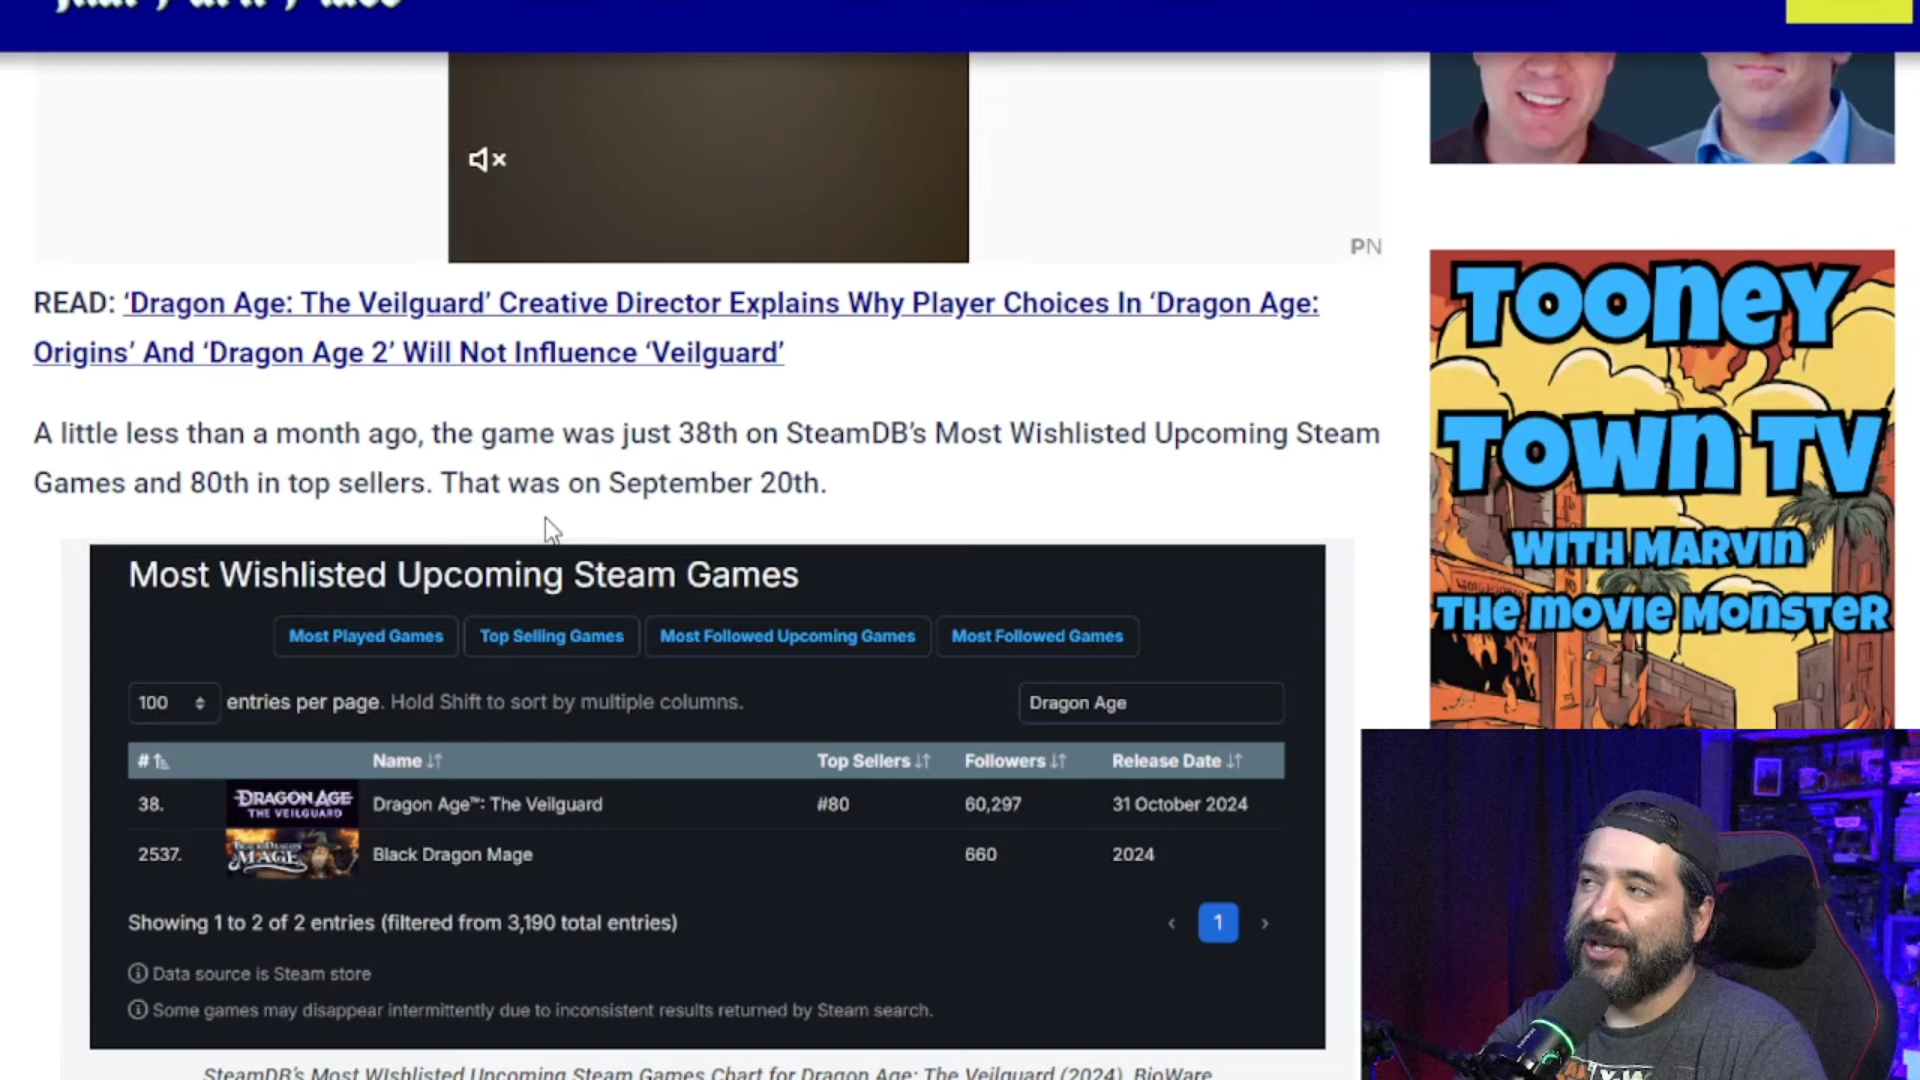 PN
READ: ‘Dragon Age: The Veilguard’ Creative Director Explains Why Player Choices In ‘Dragon Age:
Origins’ And ‘Dragon Age 2’ Will Not Influence ‘Veilguard’
A little less than a month ago, the game was just 38th on SteamDB’s Most Wishlisted Upcoming Steam
Games and 80th in top sellers. That was on September 20th.
Most Wishlisted Upcoming Steam Games
Most Played Games Top Selling Games Most Followed Upcoming Games Most Followed Games
100 entries per page. Hold Shift to sort by multiple columns. Dragon Age
# Name Top Sellers Followers Release Date
38. DRAGON AGE THE VEILGUARD Dragon Age™: The Veilguard #80 60,297 31 October 2024
2537. BLACK DRAGON MAGE Black Dragon Mage 660 2024
Showing 1 to 2 of 2 entries (filtered from 3,190 total entries)
‹ 1 ›
Data source is Steam store
Some games may disappear intermittently due to inconsistent results returned by Steam search.
SteamDB's Most WIshlisted Upcoming Steam Games Chart for Dragon Age: The Veilguard (2024), BioWare
TOONEY
TOWN TV
WITH MARVIN
THE MOVIE MONSTER